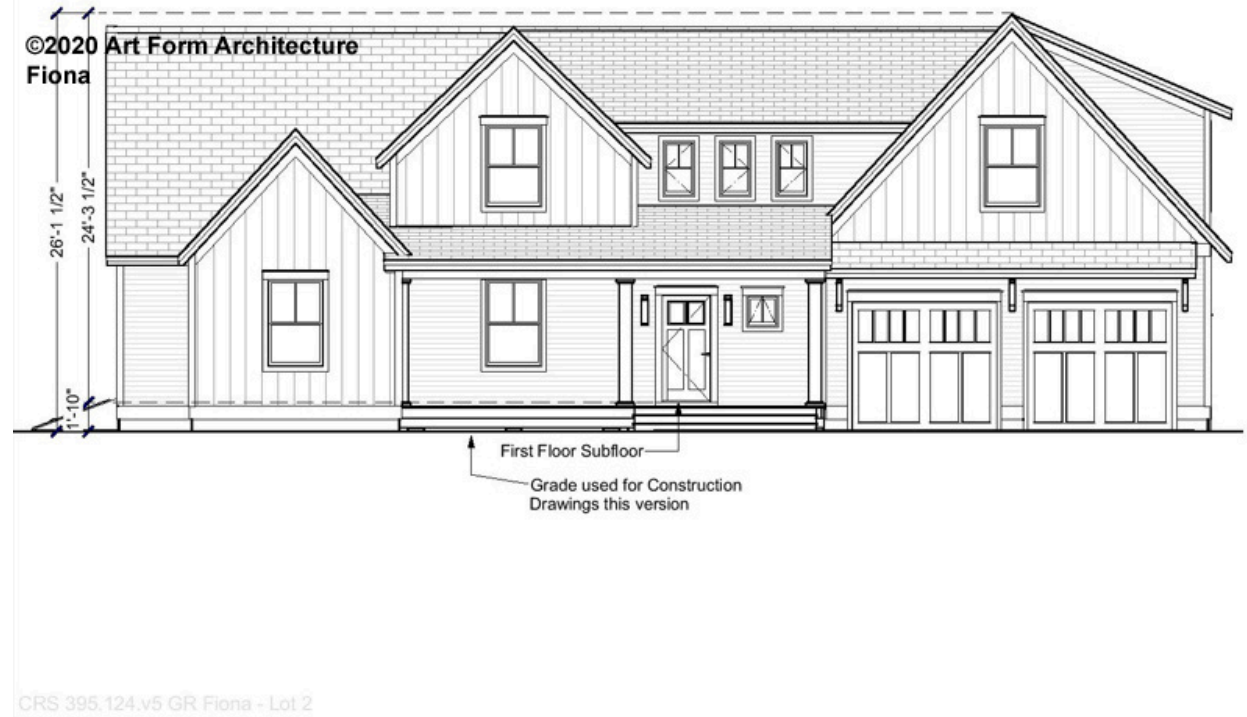 ©2020 Art Form Architecture
Fiona
26'-1 1/2"
24'-3 1/2"
1'-10"
First Floor Subfloor
Grade used for Construction
Drawings this version
CRS 395.124.v5 GR Fiona - Lot 2